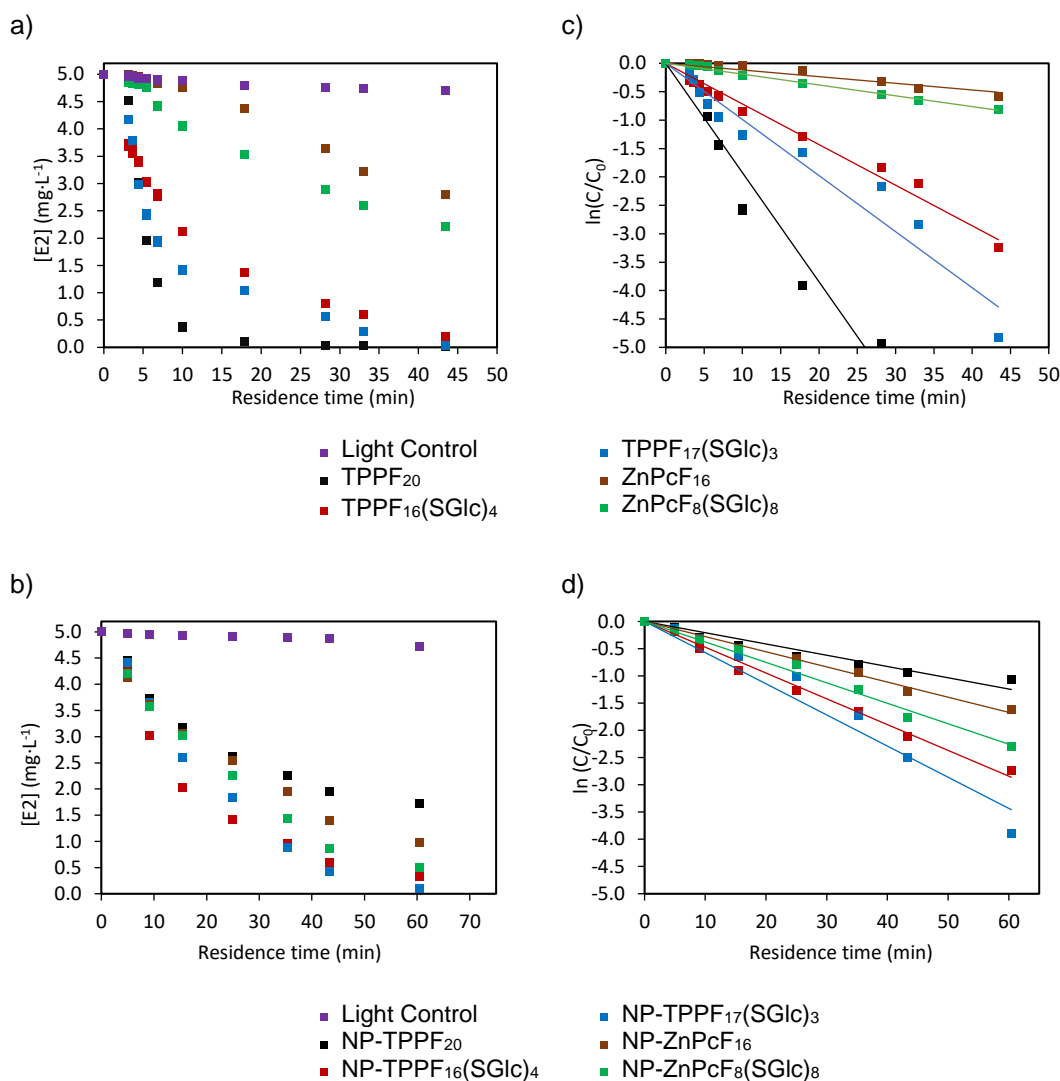 a)
c)
5.0
4.5
4.0
3.5
3.0
2.5
2.0
1.5
1.0
0.5
0.0
[E2] (mg·L⁻¹)
0 5 10 15 20 25 30 35 40 45 50
Residence time (min)
0.0
-0.5
-1.0
-1.5
-2.0
-2.5
-3.0
-3.5
-4.0
-4.5
-5.0
ln(C/C₀)
0 5 10 15 20 25 30 35 40 45 50
Residence time (min)
Light Control
TPPF₂₀
TPPF₁₆(SGlc)₄
TPPF₁₇(SGlc)₃
ZnPcF₁₆
ZnPcF₈(SGlc)₈
b)
d)
5.0
4.5
4.0
3.5
3.0
2.5
2.0
1.5
1.0
0.5
0.0
[E2] (mg·L⁻¹)
0 10 20 30 40 50 60 70
Residence time (min)
0.0
-0.5
-1.0
-1.5
-2.0
-2.5
-3.0
-3.5
-4.0
-4.5
-5.0
ln (C/C₀)
0 10 20 30 40 50 60
Residence time (min)
Light Control
NP-TPPF₂₀
NP-TPPF₁₆(SGlc)₄
NP-TPPF₁₇(SGlc)₃
NP-ZnPcF₁₆
NP-ZnPcF₈(SGlc)₈